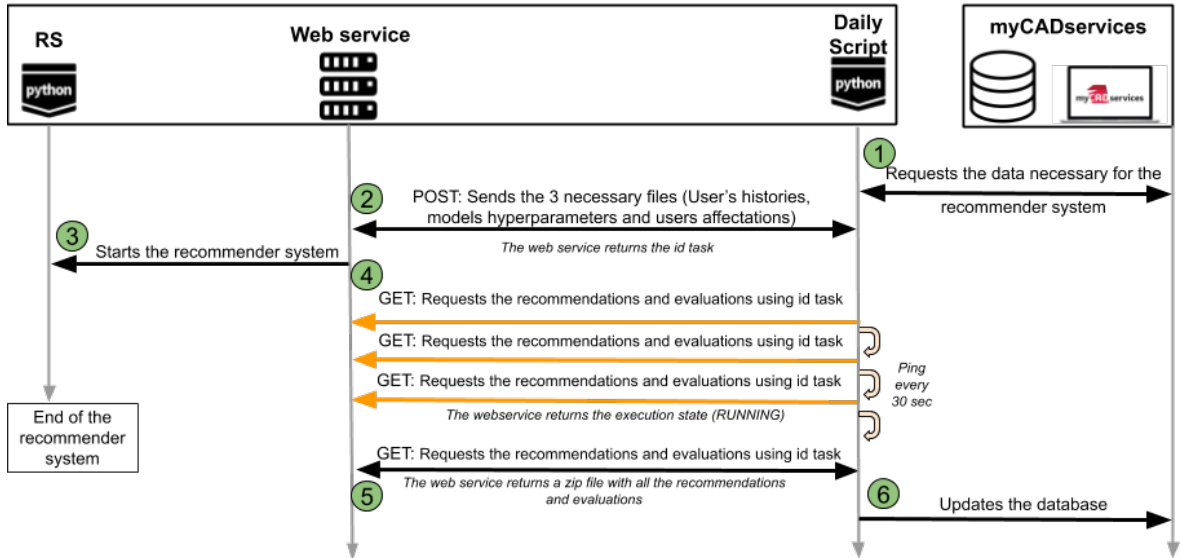 RS
Web service
Daily
Script
myCADservices
python
python
myCADservices
1
Requests the data necessary for the
recommender system
2
POST: Sends the 3 necessary files (User's histories,
models hyperparameters and users affectations)
The web service returns the id task
3
Starts the recommender system
4
GET: Requests the recommendations and evaluations using id task
GET: Requests the recommendations and evaluations using id task
GET: Requests the recommendations and evaluations using id task
The webservice returns the execution state (RUNNING)
Ping
every
30 sec
End of the
recommender
system
GET: Requests the recommendations and evaluations using id task
5
The web service returns a zip file with all the recommendations
and evaluations
6
Updates the database